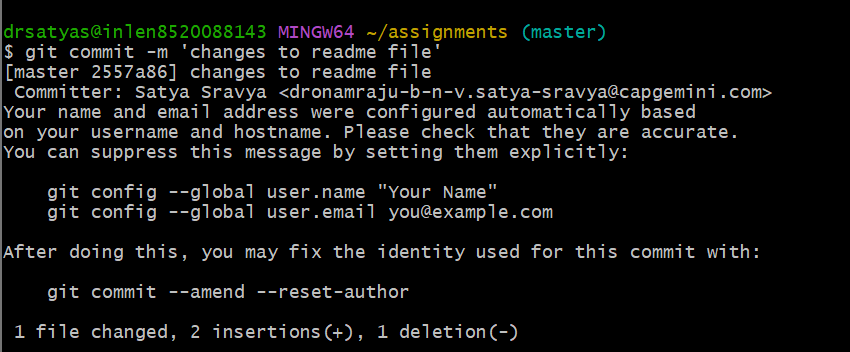 drsatyas@inlen8520088143 MINGW64 ~/assignments (master)
$ git commit -m 'changes to readme file'
[master 2557a86] changes to readme file
 Committer: Satya Sravya <dronamraju-b-n-v.satya-sravya@capgemini.com>
Your name and email address were configured automatically based
on your username and hostname. Please check that they are accurate.
You can suppress this message by setting them explicitly:

    git config --global user.name "Your Name"
    git config --global user.email you@example.com

After doing this, you may fix the identity used for this commit with:

    git commit --amend --reset-author

 1 file changed, 2 insertions(+), 1 deletion(-)